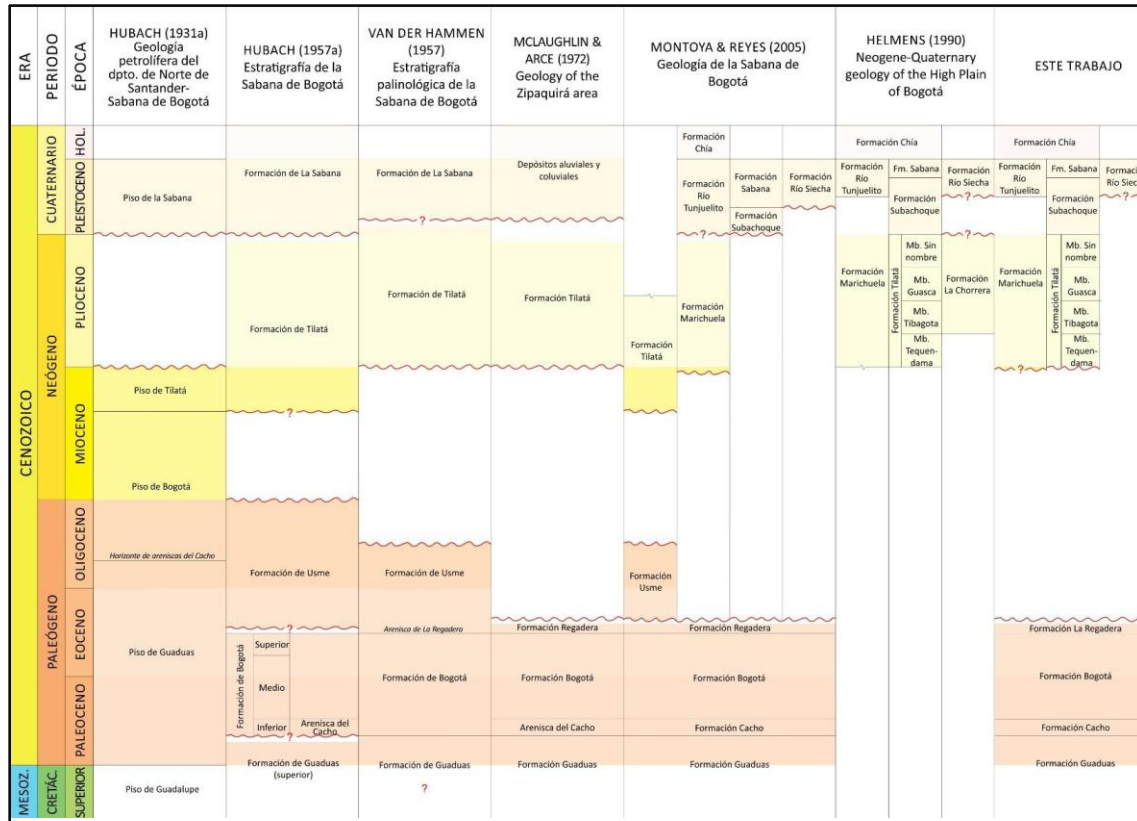 ERA
PERIODO
ÉPOCA
HUBACH (1931a)
Geología
petrolífera del
dpto. de Norte de
Santander-
Sabana de Bogotá
HUBACH (1957a)
Estratigrafía de la
Sabana de Bogotá
VAN DER HAMMEN
(1957)
Estratigrafía
palinológica de la
Sabana de Bogotá
MCLAUGHLIN &
ARCE (1972)
Geology of the
Zipaquirá area
MONTOYA & REYES (2005)
Geología de la Sabana de
Bogotá
HELMENS (1990)
Neogene-Quaternary
geology of the High Plain
of Bogotá
ESTE TRABAJO
CENOZOICO
MESOZ.
CUATERNARIO
NEÓGENO
PALEÓGENO
CRETÁC.
HOL.
PLEISTOCENO
PLIOCENO
MIOCENO
OLIGOCENO
EOCENO
PALEOCENO
SUPERIOR
Piso de la Sabana
Piso de Tilatá
Piso de Bogotá
Horizonte de areniscas del Cacho
Piso de Guaduas
Piso de Guadalupe
Formación de La Sabana
Formación de Tilatá
?
Formación de Usme
?
Formación de Bogotá
Superior
Medio
Inferior
Arenisca del
Cacho
?
Formación de Guaduas
(superior)
Formación de La Sabana
?
Formación de Tilatá
Formación de Usme
Arenisca de La Regadera
Formación de Bogotá
Formación de Guaduas
?
Depósitos aluviales y
coluviales
Formación Tilatá
Formación Regadera
Formación Bogotá
Arenisca del Cacho
Formación Guaduas
Formación
Chía
Formación
Río
Tunjuelito
?
Formación
Sabana
Formación
Subachoque
Formación
Río Siecha
Formación
Marichuela
Formación
Tilatá
Formación
Usme
Formación Regadera
Formación Bogotá
Formación Cacho
Formación Guaduas
Formación Chía
Formación
Río
Tunjuelito
Fm. Sabana
Formación
Subachoque
Formación
Río Siecha
?
?
Formación
Marichuela
Formación Tilatá
Mb. Sin
nombre
Mb.
Guasca
Mb.
Tibagota
Mb.
Tequen-
dama
Formación
La Chorrera
Formación Chía
Formación
Río
Tunjuelito
Fm. Sabana
Formación
Subachoque
Formación
Río Siecha
?
Formación
Marichuela
?
Formación Tilatá
Mb. Sin
nombre
Mb.
Guasca
Mb.
Tibagota
Mb.
Tequen-
dama
Formación La Regadera
Formación Bogotá
Formación Cacho
Formación Guaduas